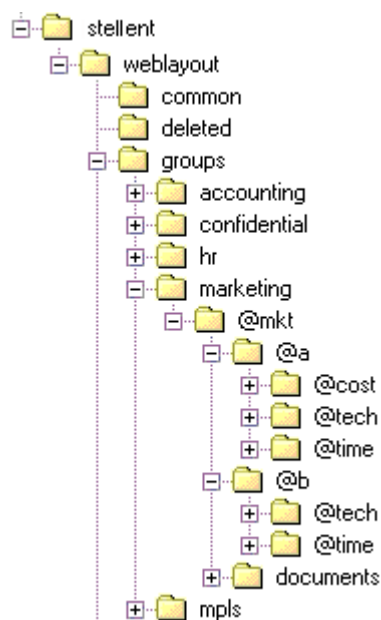 stellent
weblayout
common
deleted
groups
accounting
confidential
hr
marketing
@mkt
@a
@cost
@tech
@time
@b
@tech
@time
documents
mpls